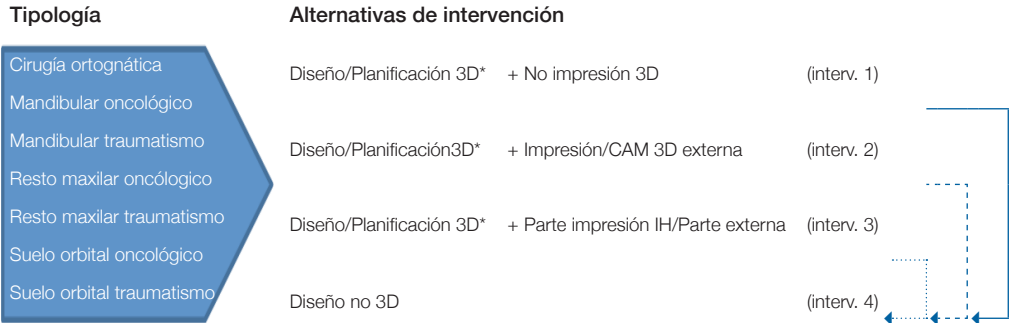 Tipología Alternativas de intervención
Cirugía ortognática
Mandibular oncológico
Mandibular traumatismo
Resto maxilar oncólogico
Resto maxilar traumatismo
Suelo orbital oncológico
Suelo orbital traumatismo
Diseño/Planificación 3D* + No impresión 3D (interv. 1)
Diseño/Planificación3D* + Impresión/CAM 3D externa (interv. 2)
Diseño/Planificación 3D* + Parte impresión IH/Parte externa (interv. 3)
Diseño no 3D (interv. 4)